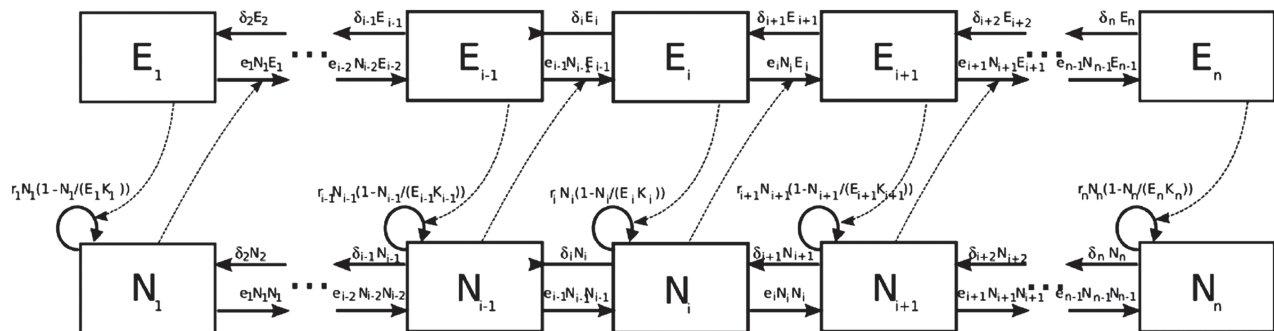 δ₂E₂ δᵢ₋₁Eᵢ₋₁ δᵢEᵢ δᵢ₊₁Eᵢ₊₁ δᵢ₊₂Eᵢ₊₂ δₙ Eₙ
E₁ ... Eᵢ₋₁ Eᵢ Eᵢ₊₁ ... Eₙ
e₁N₁E₁ eᵢ₋₂Nᵢ₋₂Eᵢ₋₂ eᵢ₋₁Nᵢ₋₁Eᵢ₋₁ eᵢNᵢEᵢ eᵢ₊₁Nᵢ₊₁Eᵢ₊₁ eₙ₋₁Nₙ₋₁Eₙ₋₁
r₁N₁(1-N₁/(E₁K₁)) rᵢ₋₁Nᵢ₋₁(1-Nᵢ₋₁/(Eᵢ₋₁Kᵢ₋₁)) rᵢNᵢ(1-Nᵢ/(EᵢKᵢ)) rᵢ₊₁Nᵢ₊₁(1-Nᵢ₊₁/(Eᵢ₊₁Kᵢ₊₁)) rₙNₙ(1-Nₙ/(EₙKₙ))
δ₂N₂ δᵢ₋₁Nᵢ₋₁ δᵢNᵢ δᵢ₊₁Nᵢ₊₁ δᵢ₊₂Nᵢ₊₂ δₙ Nₙ
N₁ ... Nᵢ₋₁ Nᵢ Nᵢ₊₁ ... Nₙ
e₁N₁N₁ eᵢ₋₂Nᵢ₋₂Nᵢ₋₂ eᵢ₋₁Nᵢ₋₁Nᵢ₋₁ eᵢNᵢNᵢ eᵢ₊₁Nᵢ₊₁Nᵢ₊₁ eₙ₋₁Nₙ₋₁Nₙ₋₁